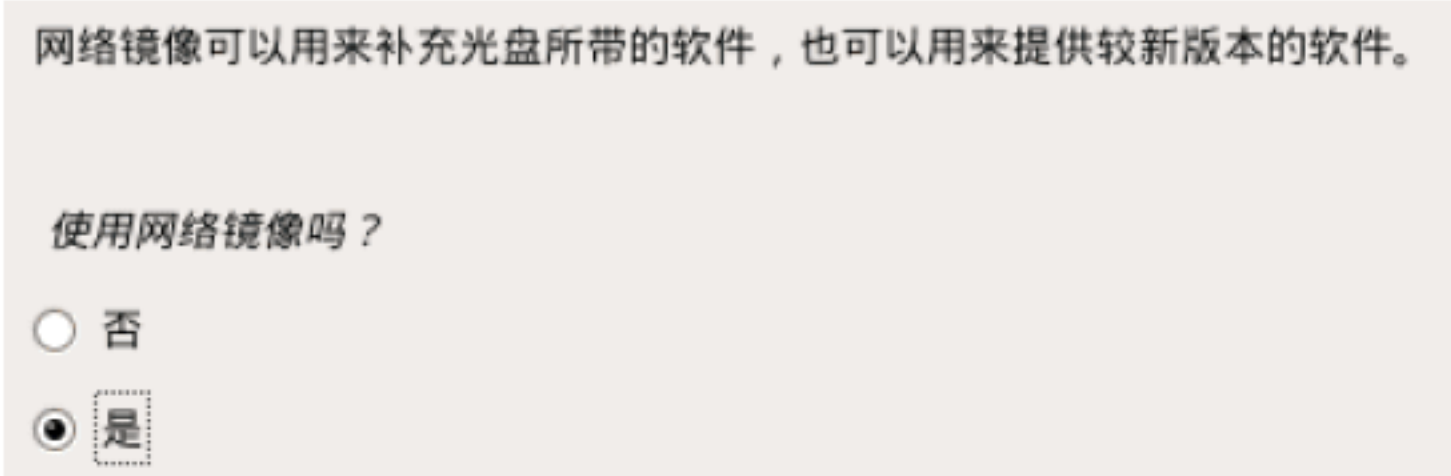 网络镜像可以用来补充光盘所带的软件，也可以用来提供较新版本的软件。
使用网络镜像吗？
否
是